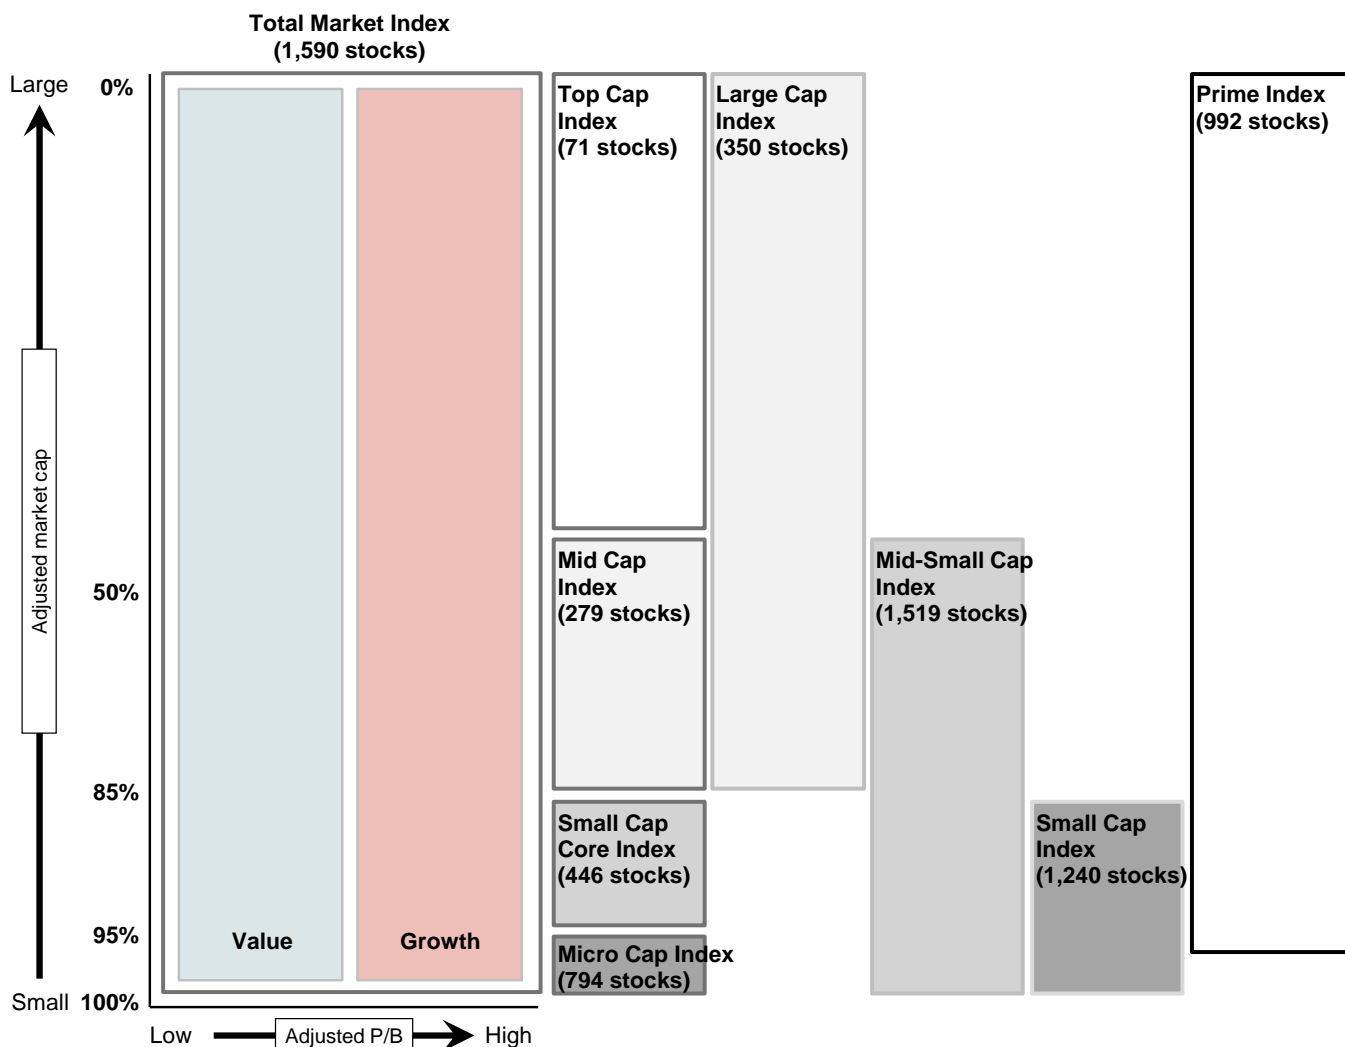 Total Market Index
(1,590 stocks)
Large
0%
Top Cap
Index
(71 stocks)
Large Cap
Index
(350 stocks)
Prime Index
(992 stocks)
Adjusted market cap
50%
Mid Cap
Index
(279 stocks)
Mid-Small Cap
Index
(1,519 stocks)
85%
Small Cap
Core Index
(446 stocks)
Small Cap
Index
(1,240 stocks)
95%
Value
Growth
Micro Cap Index
(794 stocks)
Small
100%
Low
Adjusted P/B
High